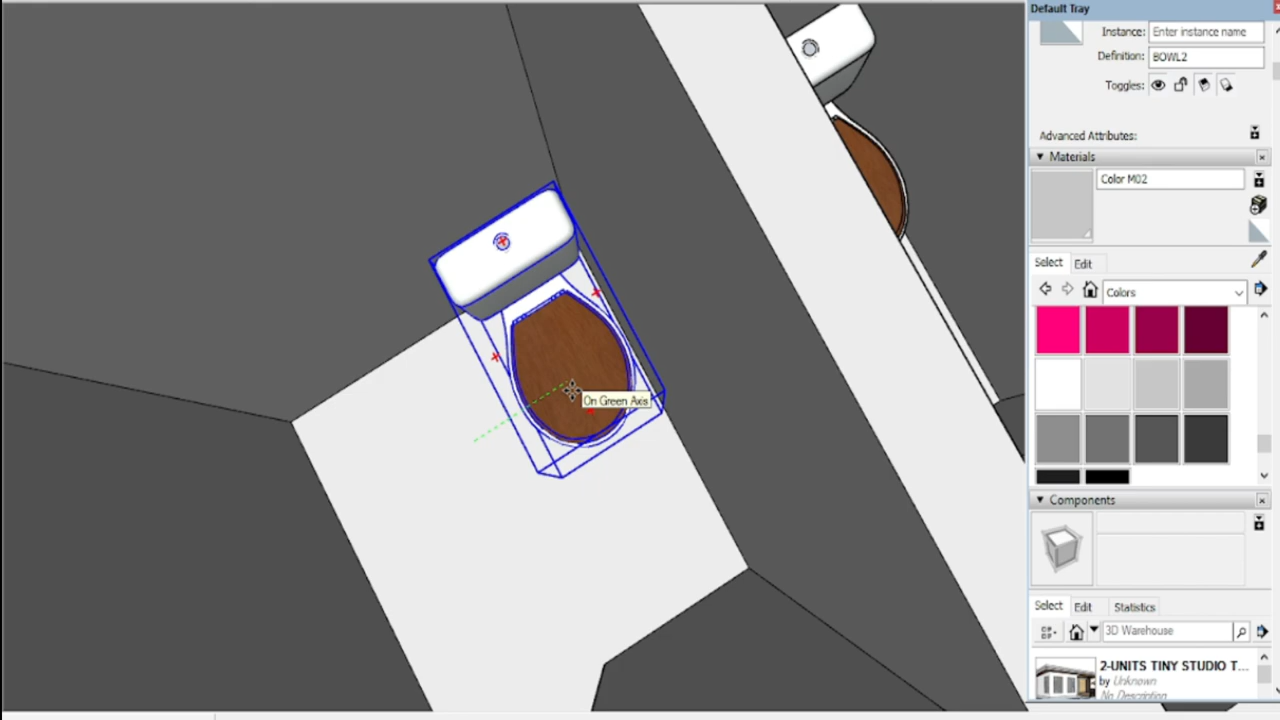 Default Tray
Instance: Enter instance name
Definition: BOWL2
Toggles:
Advanced Attributes:
Materials
Color M02
Select Edit
Colors
On Green Axis
Components
Select Edit Statistics
3D Warehouse
2-UNITS TINY STUDIO T...
by Unknown
No Description